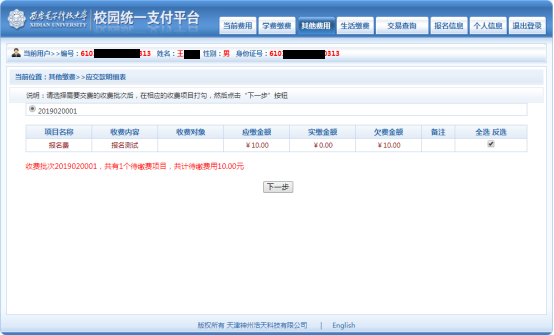 西安电子科技大学 校园统一支付平台
XIDIAN UNIVERSITY
当前费用 学费缴费 其他费用 生活缴费 交易查询 报名信息 个人信息 退出登录
当前用户>>编号：610 313 姓名：王 性别：男 身份证号：610 0313
当前位置：其他缴费>>应交款明细表
说明：请选择需要交费的收费批次后，在相应的收费项目打勾，然后点击“下一步”按钮
2019020001
项目名称 收费内容 收费对象 应缴金额 实缴金额 欠费金额 备注 全选 反选
报名费 报名测试 ￥10.00 ￥0.00 ￥10.00
收费批次2019020001，共有1个待缴费项目，共计待缴费用10.00元
下一步
版权所有 天津神州浩天科技有限公司 | English